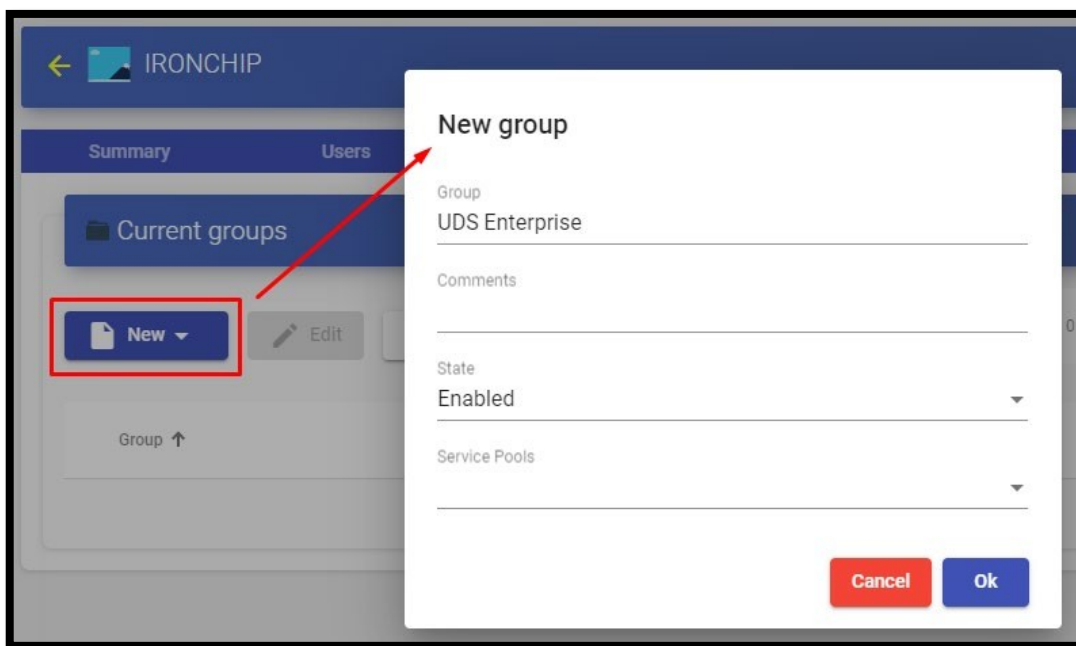 IRONCHIP
Summary Users
Current groups
New Edit
Group
New group
Group
UDS Enterprise
Comments
State
Enabled
Service Pools
Cancel Ok
0